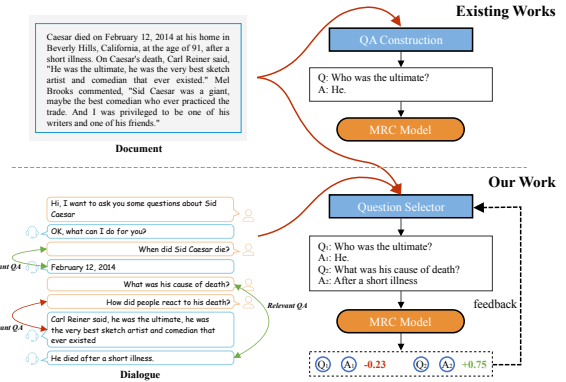 Existing Works
Caesar died on February 12, 2014 at his home in
Beverly Hills, California, at the age of 91, after a
short illness. On Caesar's death, Carl Reiner said,
"He was the ultimate, he was the very best sketch
artist and comedian that ever existed." Mel
Brooks commented, "Sid Caesar was a giant,
maybe the best comedian who ever practiced the
trade. And I was privileged to be one of his
writers and one of his friends."
Document
QA Construction
Q: Who was the ultimate?
A: He.
MRC Model
Our Work
Hi, I want to ask you some questions about Sid
Caesar
OK, what can I do for you?
When did Sid Caesar die?
February 12, 2014
What was his cause of death?
How did people react to his death?
Carl Reiner said, he was the ultimate, he was
the very best sketch artist and comedian that
ever existed
He died after a short illness.
QA
QA
Relevant QA
Dialogue
Question Selector
Q₁: Who was the ultimate?
A₁: He.
Q₂: What was his cause of death?
A₂: After a short illness
feedback
MRC Model
Q₁ A₁ -0.23 Q₂ A₂ +0.75